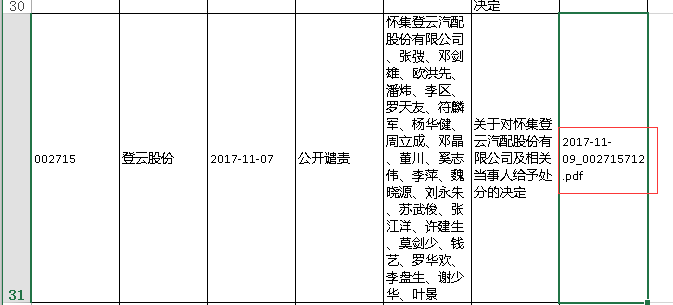 30
决定
002715
登云股份
2017-11-07
公开谴责
怀集登云汽配
股份有限公司
、张弢、邓剑
雄、欧洪先、
潘炜、李区、
罗天友、符麟
军、杨华健、
周立成、邓晶
、董川、奚志
伟、李萍、魏
晓源、刘永朱
、苏武俊、张
江洋、许建生
、莫剑少、钱
艺、罗华欢、
李盘生、谢少
华、叶景
关于对怀集登
云汽配股份有
限公司及相关
当事人给予处
分的决定
2017-11-
09_002715712
.pdf
31